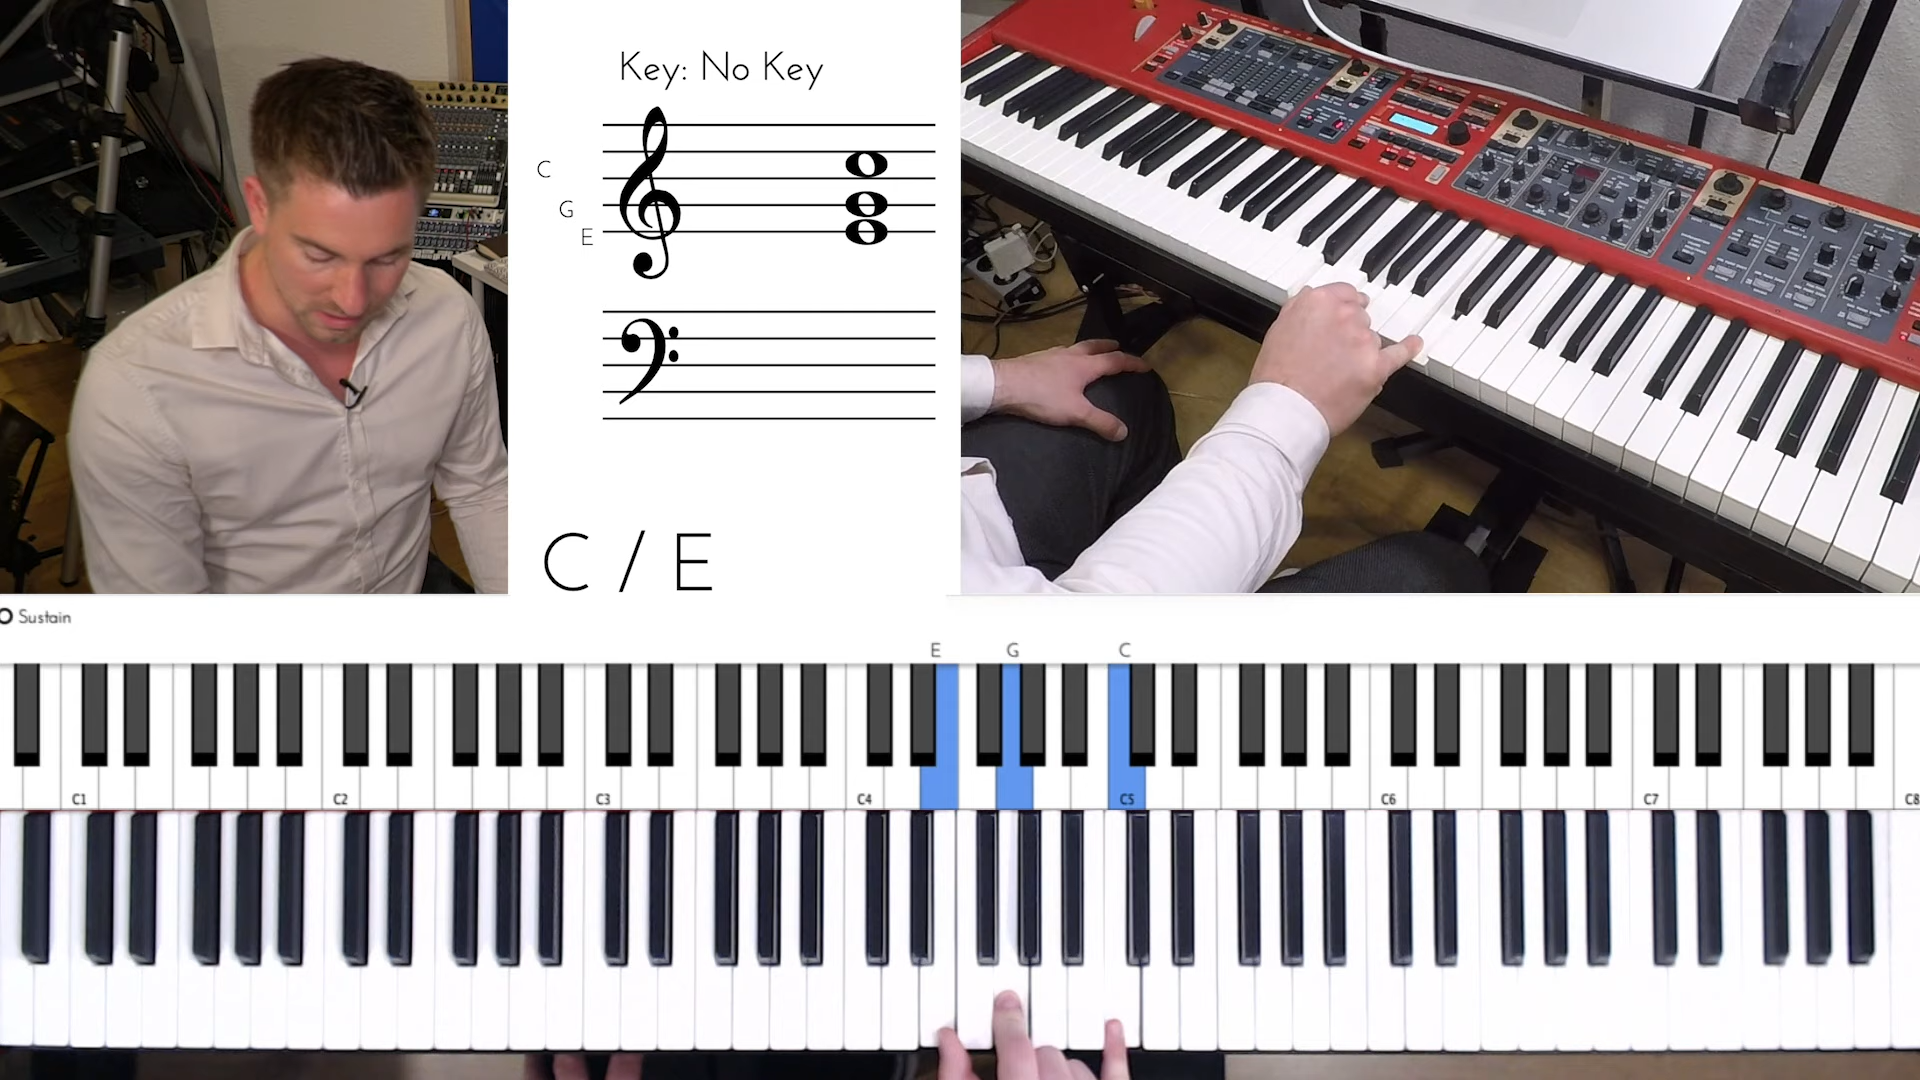 Key: No Key
C
G
E
C / E
Sustain
E G C
C1 C2 C3 C4 C5 C6 C7 C8